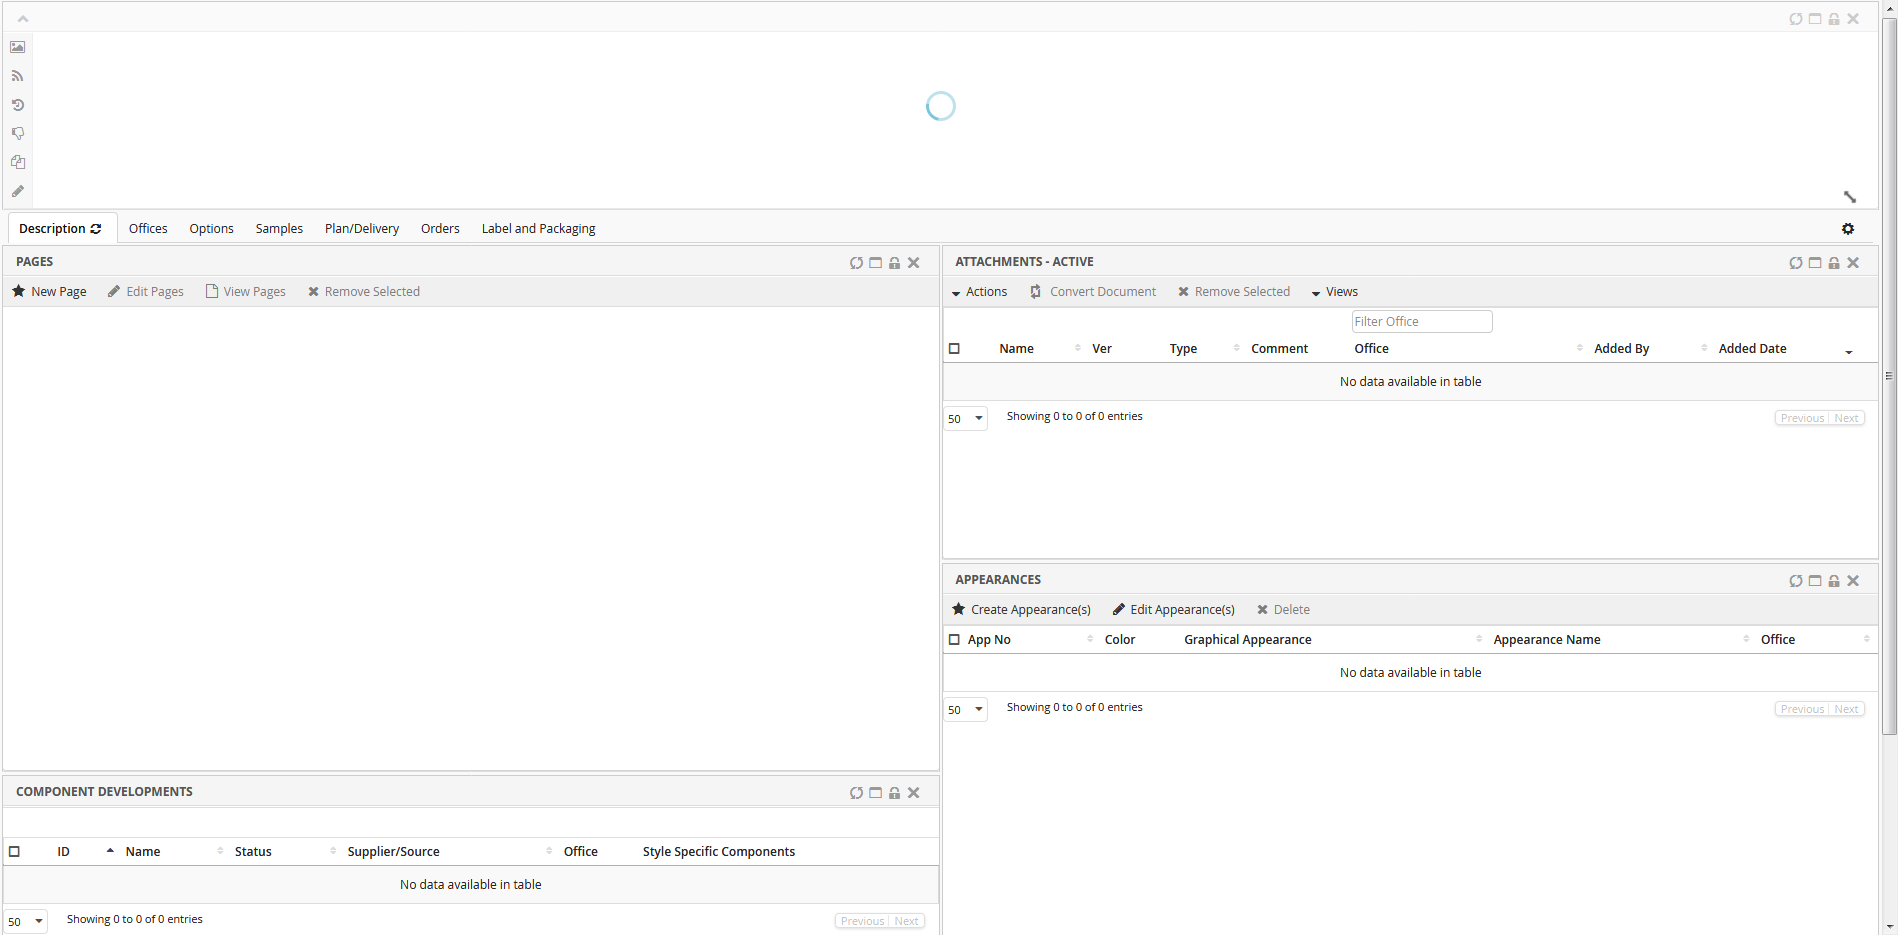 Description Offices Options Samples Plan/Delivery Orders Label and Packaging
PAGES
New Page Edit Pages View Pages Remove Selected
ATTACHMENTS - ACTIVE
Actions Convert Document Remove Selected Views
Filter Office
Name Ver Type Comment Office Added By Added Date
No data available in table
50 Showing 0 to 0 of 0 entries Previous Next
APPEARANCES
Create Appearance(s) Edit Appearance(s) Delete
App No Color Graphical Appearance Appearance Name Office
No data available in table
50 Showing 0 to 0 of 0 entries Previous Next
COMPONENT DEVELOPMENTS
ID Name Status Supplier/Source Office Style Specific Components
No data available in table
50 Showing 0 to 0 of 0 entries Previous Next